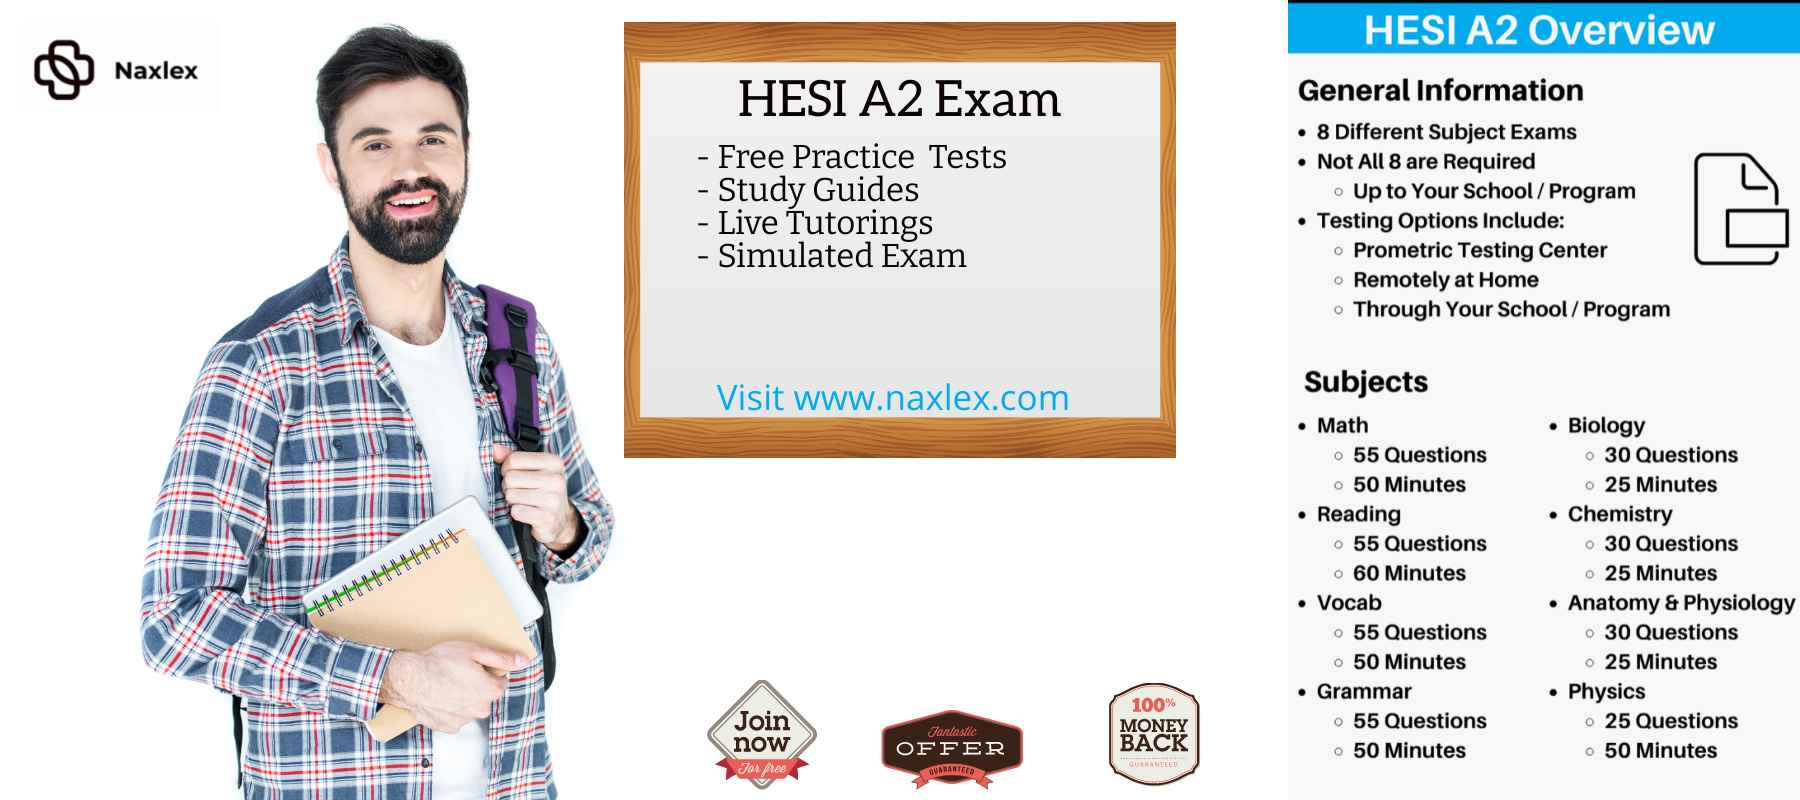 Naxlex
HESI A2 Exam
- Free Practice Tests
- Study Guides
- Live Tutorings
- Simulated Exam
Visit www.naxlex.com
Join
now
For free
Fantastic
OFFER
GUARANTEED
100%
MONEY
BACK
GUARANTEED
HESI A2 Overview
General Information
• 8 Different Subject Exams
• Not All 8 are Required
○ Up to Your School / Program
• Testing Options Include:
○ Prometric Testing Center
○ Remotely at Home
○ Through Your School / Program
Subjects
• Math
○ 55 Questions
○ 50 Minutes
• Reading
○ 55 Questions
○ 60 Minutes
• Vocab
○ 55 Questions
○ 50 Minutes
• Grammar
○ 55 Questions
○ 50 Minutes
• Biology
○ 30 Questions
○ 25 Minutes
• Chemistry
○ 30 Questions
○ 25 Minutes
• Anatomy & Physiology
○ 30 Questions
○ 25 Minutes
• Physics
○ 25 Questions
○ 50 Minutes